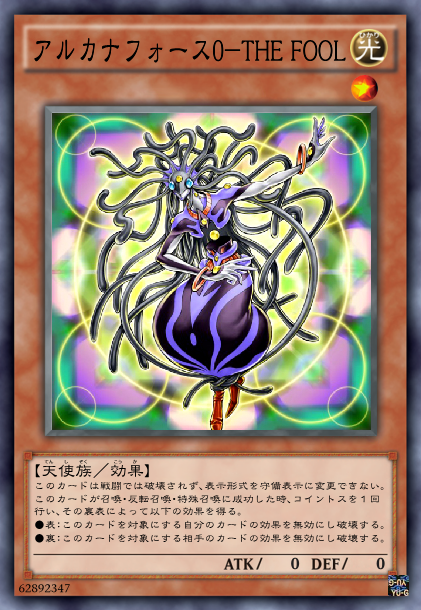 アルカナフォース0－THE FOOL
光
【天使族／効果】
このカードは戦闘では破壊されず、表示形式を守備表示に変更できない。
このカードが召喚・反転召喚・特殊召喚に成功した時、コイントスを１回
行い、その裏表によって以下の効果を得る。
●表：このカードを対象にする自分のカードの効果を無効にし破壊する。
●裏：このカードを対象にする相手のカードの効果を無効にし破壊する。
ATK/ 0 DEF/ 0
62892347